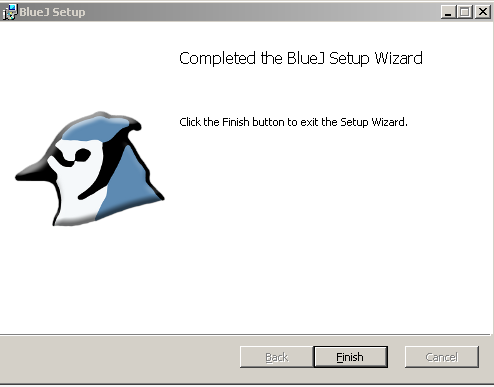 BlueJ Setup
Completed the BlueJ Setup Wizard
Click the Finish button to exit the Setup Wizard.
Back
Finish
Cancel